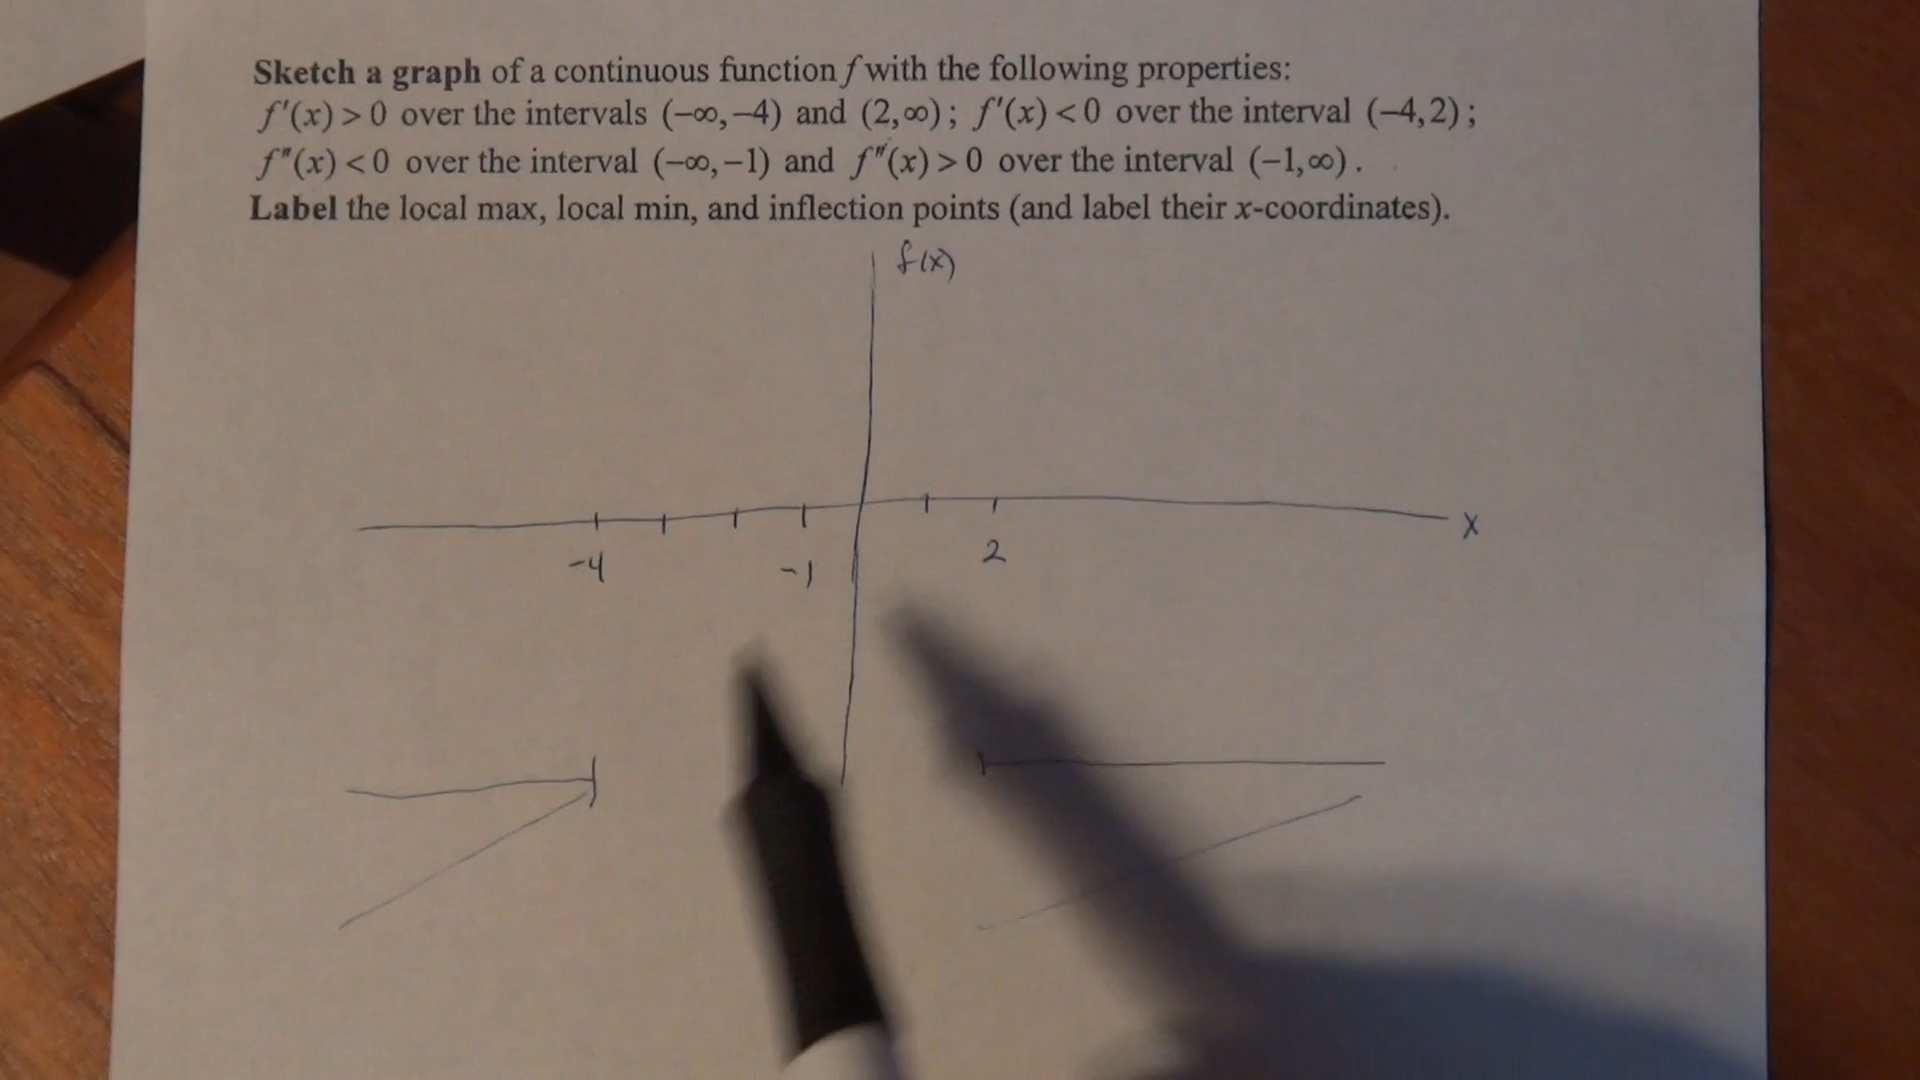 Sketch a graph of a continuous function f with the following properties:
f′(x) > 0 over the intervals (−∞,−4) and (2,∞) ; f′(x) < 0 over the interval (−4,2) ;
f″(x) < 0 over the interval (−∞,−1) and f″(x) > 0 over the interval (−1,∞) .
Label the local max, local min, and inflection points (and label their x-coordinates).
f(x)
x
-4 -1 2